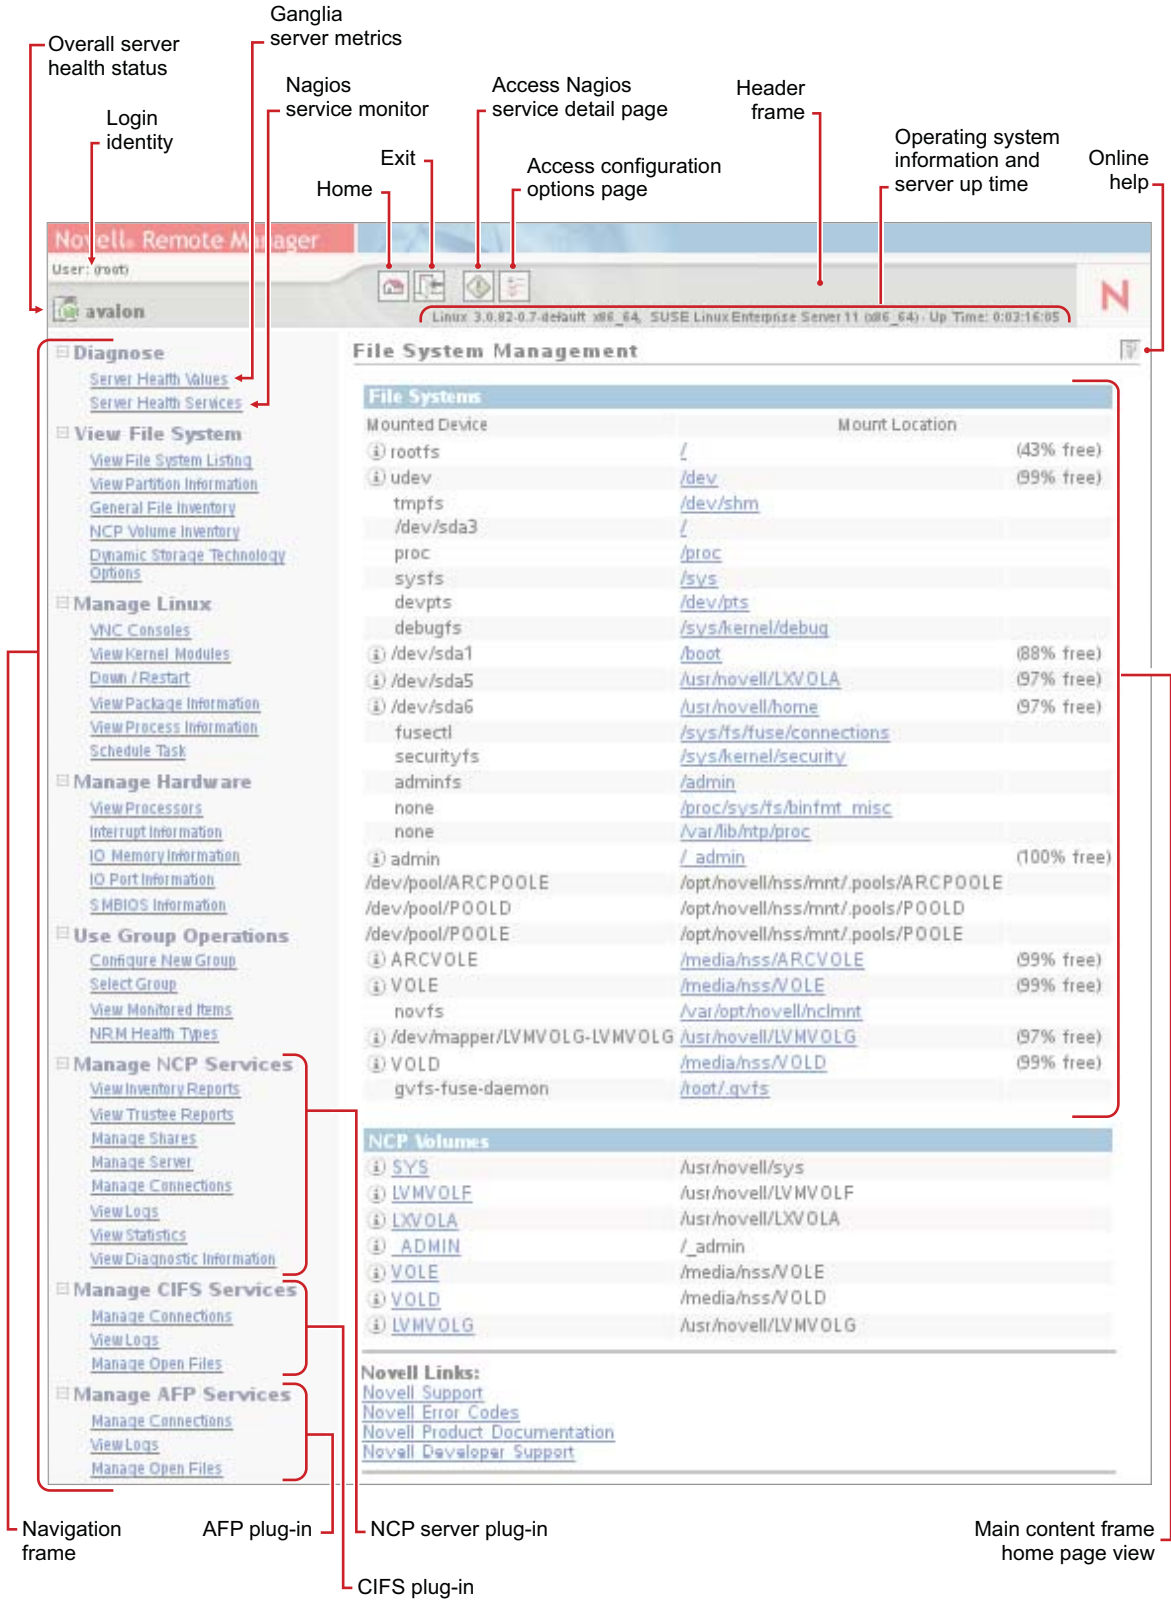 Ganglia
server metrics
Overall server
health status
Nagios
service monitor
Access Nagios
service detail page
Header
frame
Login
identity
Operating system
information and
server up time
Online
help
Exit
Access configuration
options page
Home
Novell® Remote Manager
User: (root)
avalon
Linux 3.0.82-0.7-default x86_64, SUSE Linux Enterprise Server 11 (x86_64) - Up Time: 0:03:16:05
N
Diagnose
Server Health Values
Server Health Services
View File System
View File System Listing
View Partition Information
General File Inventory
NCP Volume Inventory
Dynamic Storage Technology
Options
Manage Linux
VNC Consoles
View Kernel Modules
Down / Restart
View Package Information
View Process Information
Schedule Task
Manage Hardware
View Processors
Interrupt Information
IO Memory Information
IO Port Information
SMBIOS Information
Use Group Operations
Configure New Group
Select Group
View Monitored Items
NRM Health Types
Manage NCP Services
View Inventory Reports
View Trustee Reports
Manage Shares
Manage Server
Manage Connections
View Logs
View Statistics
View Diagnostic Information
Manage CIFS Services
Manage Connections
View Logs
Manage Open Files
Manage AFP Services
Manage Connections
View Logs
Manage Open Files
File System Management
File Systems
Mounted Device Mount Location
rootfs / (43% free)
udev /dev (99% free)
tmpfs /dev/shm
/dev/sda3 /
proc /proc
sysfs /sys
devpts /dev/pts
debugfs /sys/kernel/debug
/dev/sda1 /boot (88% free)
/dev/sda5 /usr/novell/LXVOLA (97% free)
/dev/sda6 /usr/novell/home (97% free)
fusectl /sys/fs/fuse/connections
securityfs /sys/kernel/security
adminfs /admin
none /proc/sys/fs/binfmt_misc
none /var/lib/ntp/proc
admin /_admin (100% free)
/dev/pool/ARCPOOLE /opt/novell/nss/mnt/.pools/ARCPOOLE
/dev/pool/POOLD /opt/novell/nss/mnt/.pools/POOLD
/dev/pool/POOLE /opt/novell/nss/mnt/.pools/POOLE
ARCVOLE /media/nss/ARCVOLE (99% free)
VOLE /media/nss/VOLE (99% free)
novfs /var/opt/novell/nclmnt
/dev/mapper/LVMVOLG-LVMVOLG /usr/novell/LVMVOLG (97% free)
VOLD /media/nss/VOLD (99% free)
gvfs-fuse-daemon /root/.gvfs
NCP Volumes
SYS /usr/novell/sys
LVMVOLF /usr/novell/LVMVOLF
LXVOLA /usr/novell/LXVOLA
_ADMIN /_admin
VOLE /media/nss/VOLE
VOLD /media/nss/VOLD
LVMVOLG /usr/novell/LVMVOLG
Novell Links:
Novell Support
Novell Error Codes
Novell Product Documentation
Novell Developer Support
Navigation
frame
AFP plug-in
NCP server plug-in
Main content frame
home page view
CIFS plug-in